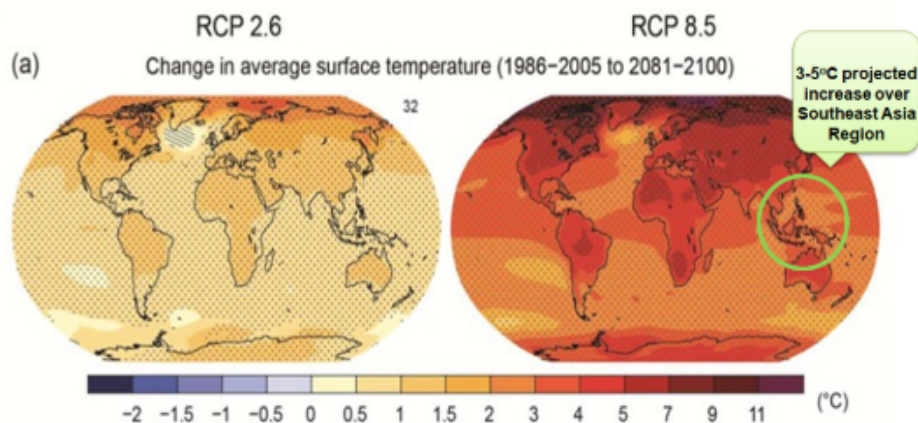 RCP 2.6
RCP 8.5
(a)
Change in average surface temperature (1986−2005 to 2081−2100)
32
3-5°C projected
increase over
Southeast Asia
Region
−2 −1.5 −1 −0.5 0 0.5 1 1.5 2 3 4 5 7 9 11 (°C)